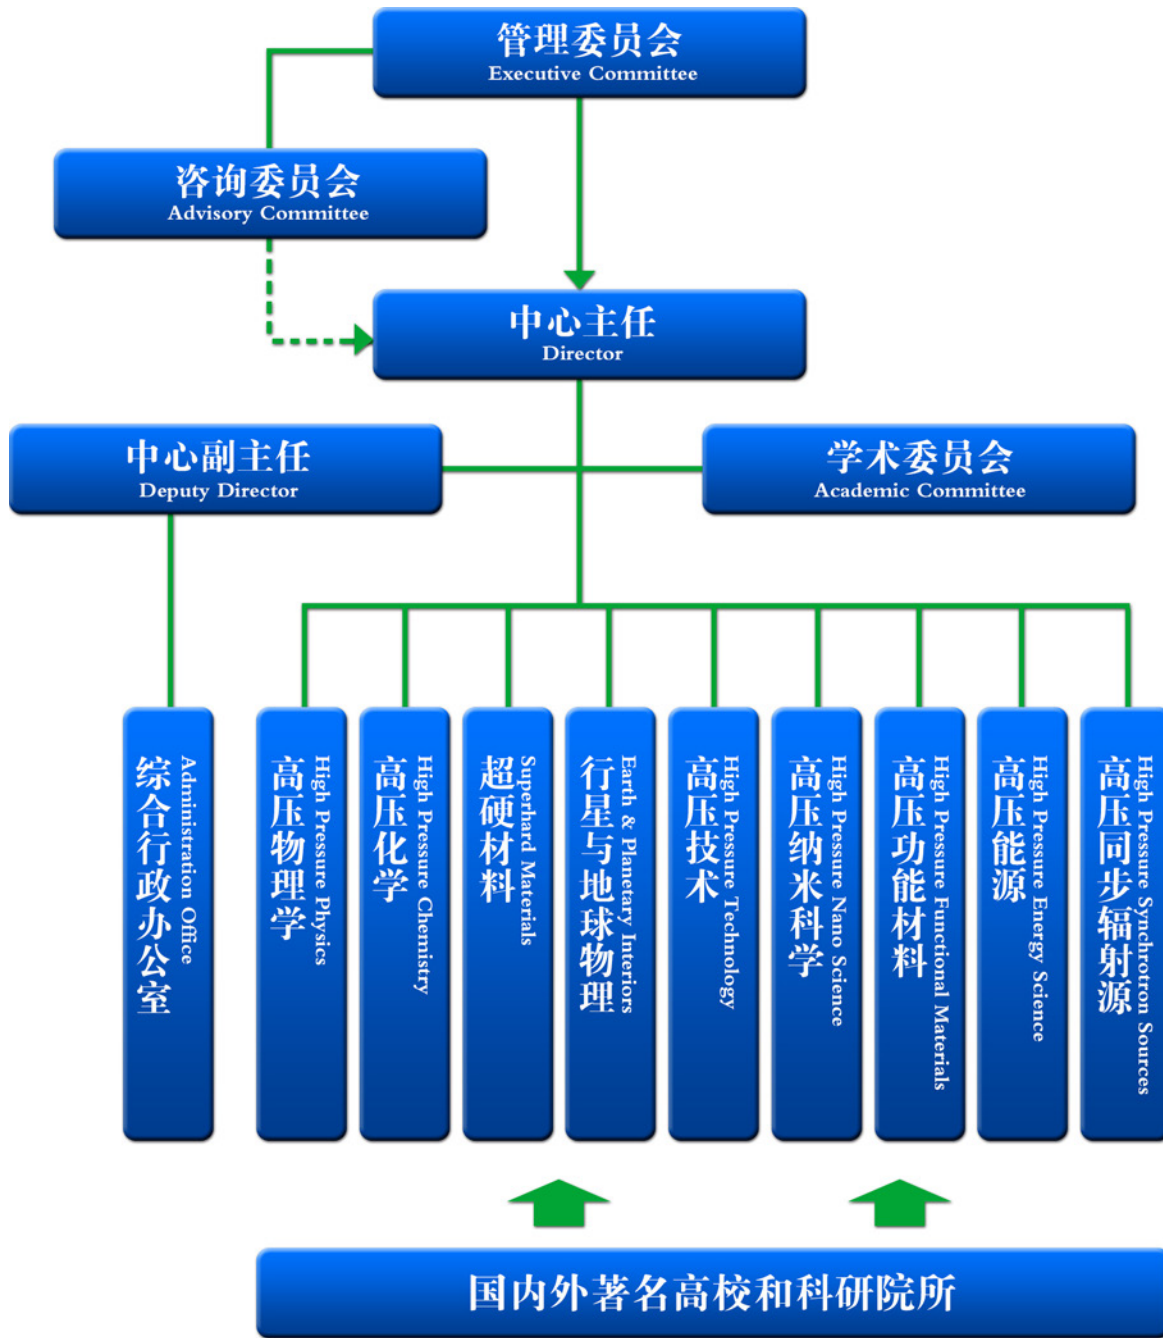 管理委员会
Executive Committee
咨询委员会
Advisory Committee
中心主任
Director
中心副主任
Deputy Director
学术委员会
Academic Committee
综合行政办公室
Administration Office
高压物理学
High Pressure Physics
高压化学
High Pressure Chemistry
超硬材料
Superhard Materials
行星与地球物理
Earth & Planetary Interiors
高压技术
High Pressure Technology
高压纳米科学
High Pressure Nano Science
高压功能材料
High Pressure Functional Materials
高压能源
High Pressure Energy Science
高压同步辐射源
High Pressure Synchrotron Sources
国内外著名高校和科研院所